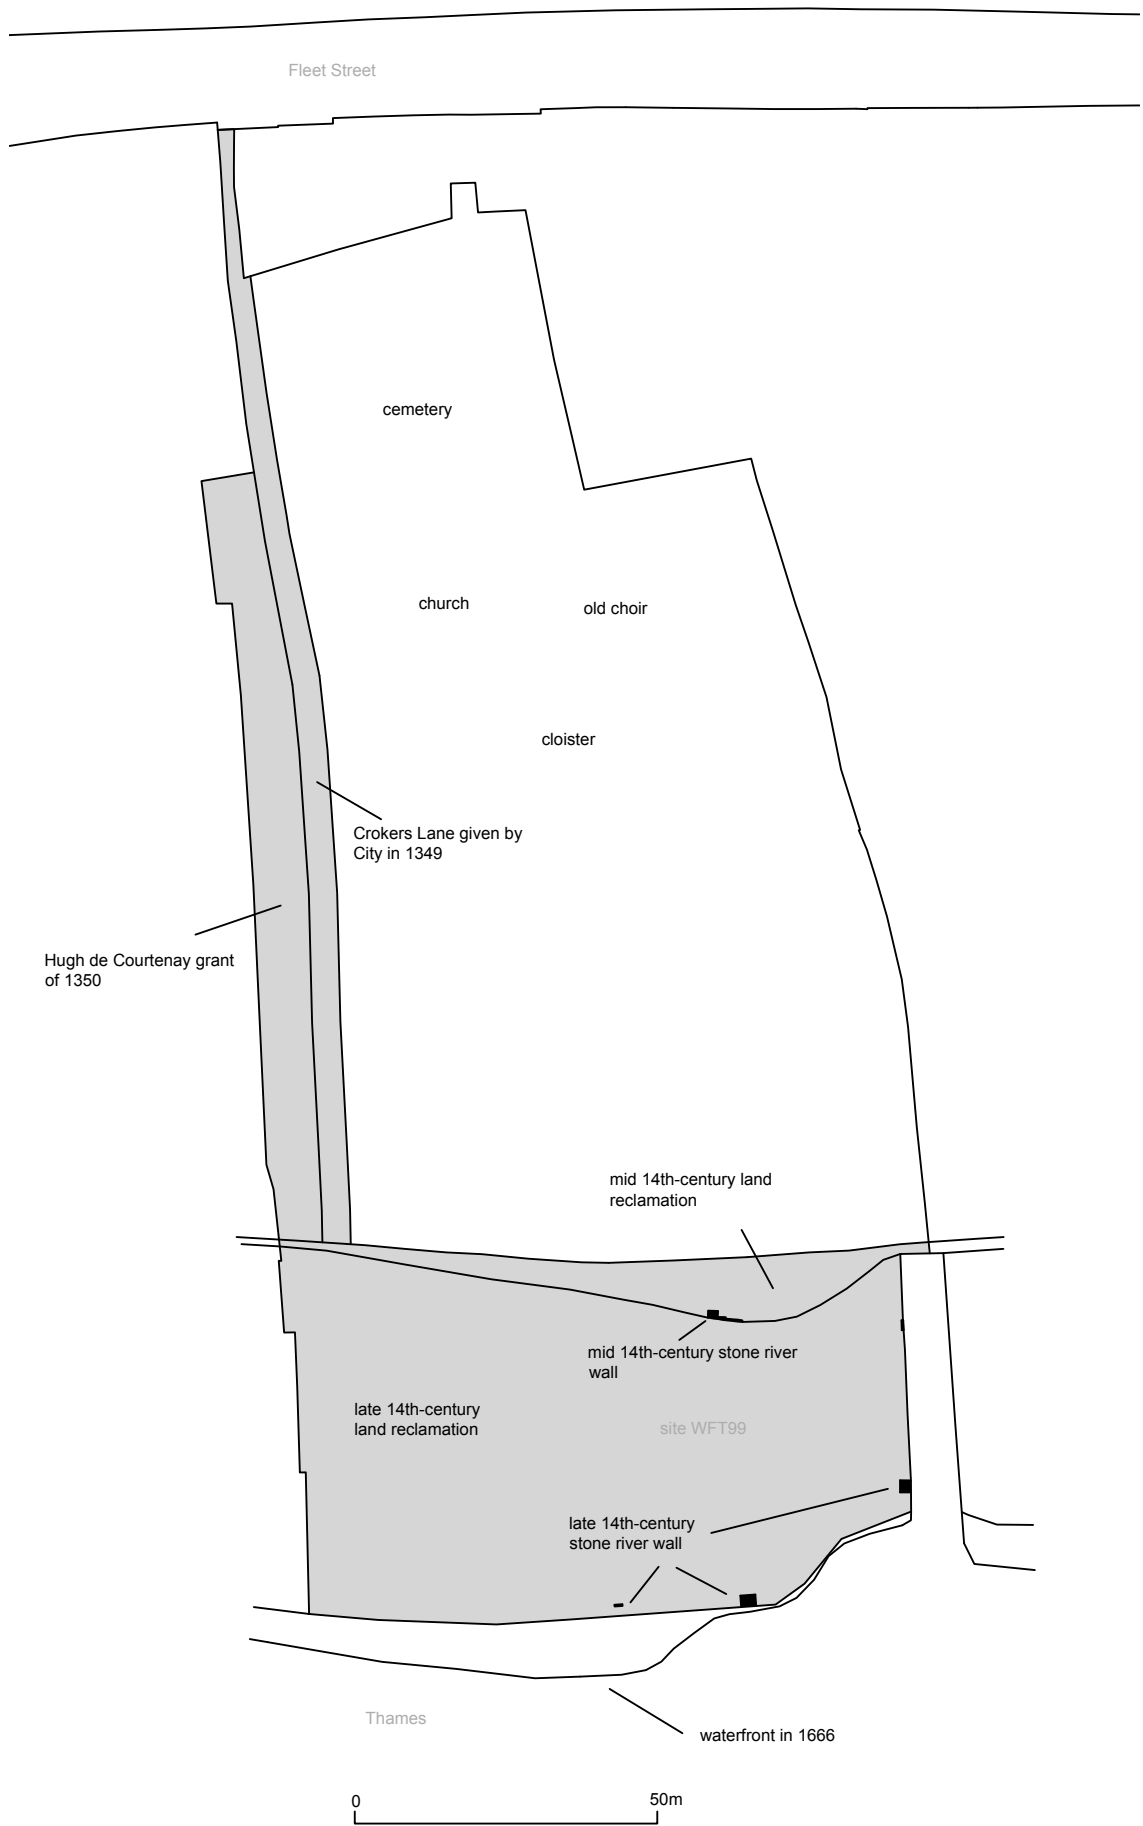 Fleet Street
cemetery
church
old choir
cloister
Crokers Lane given by
City in 1349
Hugh de Courtenay grant
of 1350
mid 14th-century land
reclamation
mid 14th-century stone river
wall
late 14th-century
land reclamation
site WFT99
late 14th-century
stone river wall
Thames
waterfront in 1666
0
50m